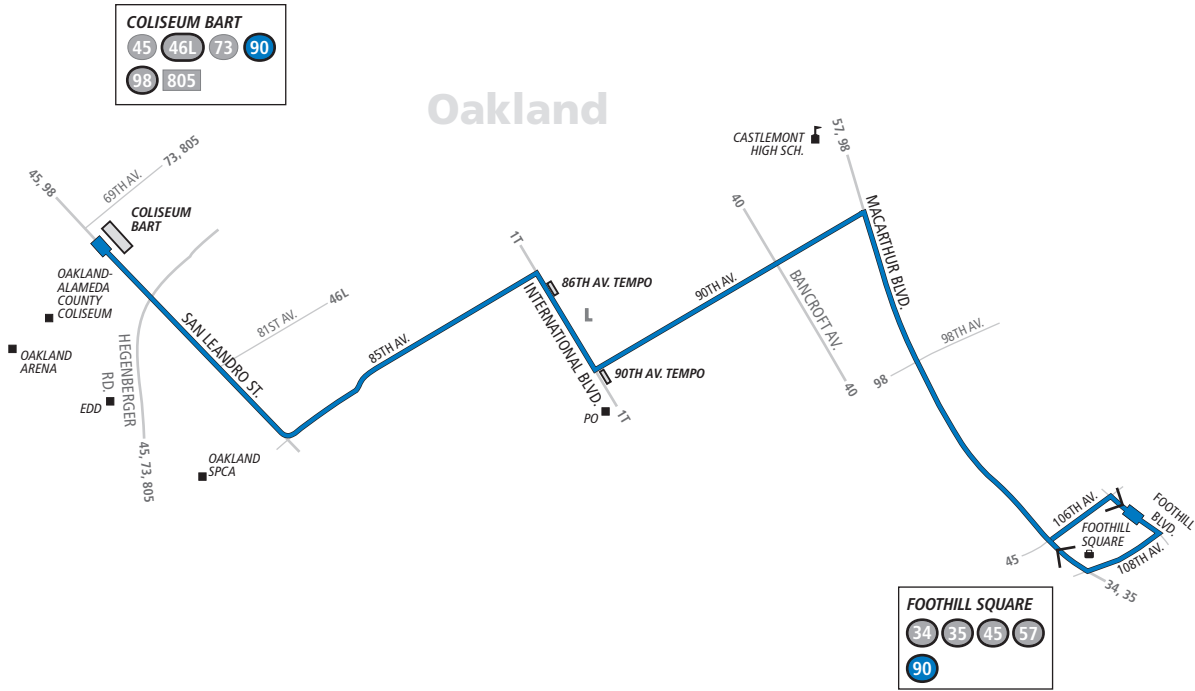 COLISEUM BART
45 46L 73 90
98 805
Oakland
CASTLEMONT
HIGH SCH.
57, 98
73, 805
45, 98
69TH AV.
COLISEUM
BART
40
1T
MACARTHUR BLVD.
OAKLAND-
ALAMEDA
COUNTY
COLISEUM
86TH AV. TEMPO
90TH AV.
BANCROFT AV.
46L
81ST AV.
L
INTERNATIONAL BLVD.
SAN LEANDRO ST.
85TH AV.
98TH AV.
OAKLAND
ARENA
HEGENBERGER
RD.
90TH AV. TEMPO
98
40
EDD
PO
1T
45, 73, 805
OAKLAND
SPCA
106TH AV.
FOOTHILL
BLVD.
FOOTHILL
SQUARE
108TH AV.
45
34, 35
FOOTHILL SQUARE
34 35 45 57
90